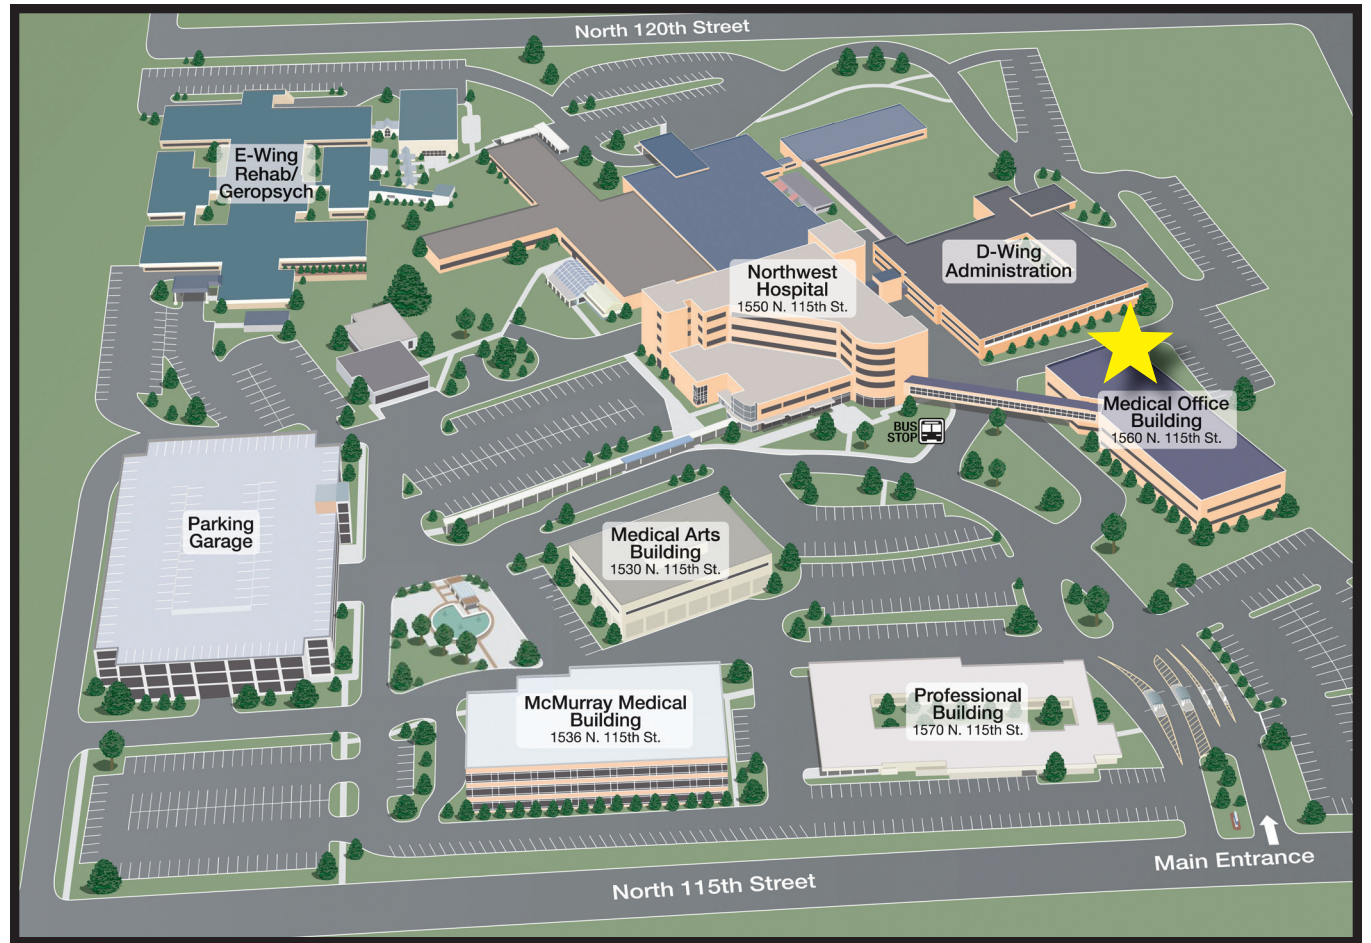 North 120th Street
E-Wing
Rehab/
Geropsych
D-Wing
Administration
Northwest
Hospital
1550 N. 115th St.
Medical Office
Building
1560 N. 115th St.
BUS
STOP
Parking
Garage
Medical Arts
Building
1530 N. 115th St.
McMurray Medical
Building
1536 N. 115th St.
Professional
Building
1570 N. 115th St.
Main Entrance
North 115th Street